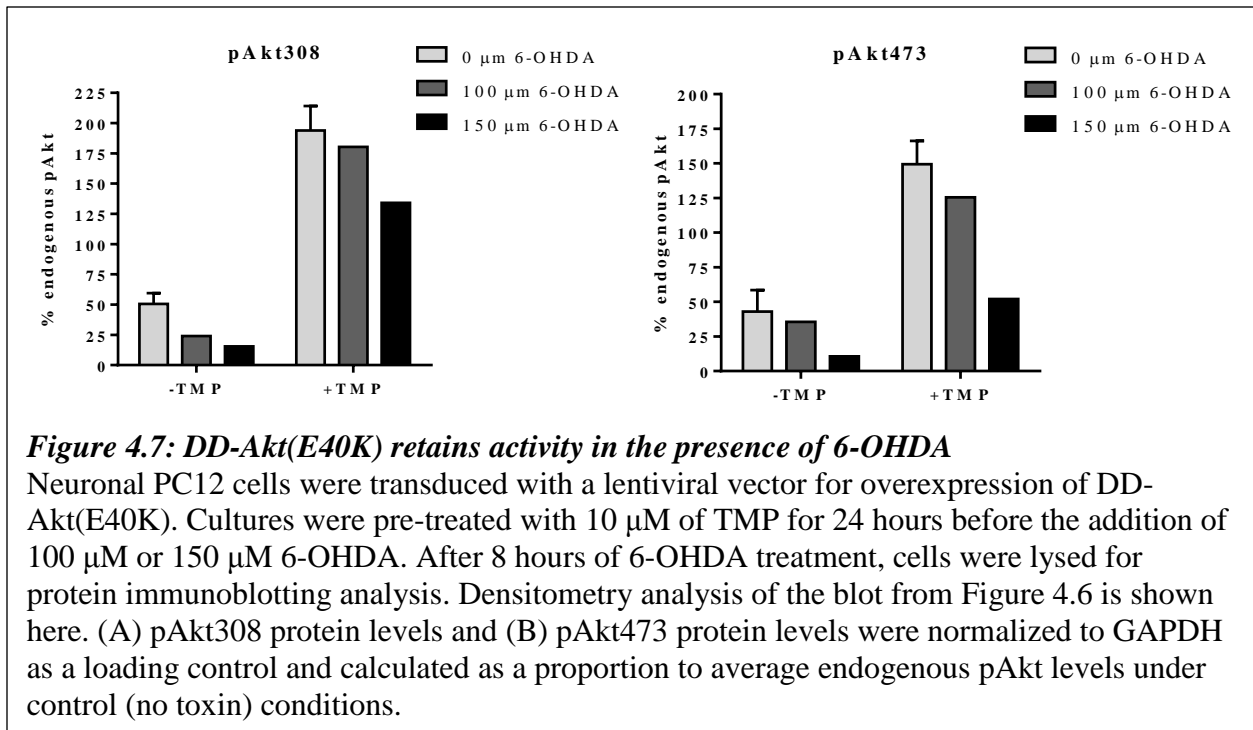 pAkt308
0 μm 6-OHDA
100 μm 6-OHDA
150 μm 6-OHDA
% endogenous pAkt
225
200
175
150
125
100
75
50
25
0
-TMP
+TMP
pAkt473
0 μm 6-OHDA
100 μm 6-OHDA
150 μm 6-OHDA
% endogenous pAkt
200
175
150
125
100
75
50
25
0
-TMP
+TMP
Figure 4.7: DD-Akt(E40K) retains activity in the presence of 6-OHDA
Neuronal PC12 cells were transduced with a lentiviral vector for overexpression of DD-
Akt(E40K). Cultures were pre-treated with 10 μM of TMP for 24 hours before the addition of
100 μM or 150 μM 6-OHDA. After 8 hours of 6-OHDA treatment, cells were lysed for
protein immunoblotting analysis. Densitometry analysis of the blot from Figure 4.6 is shown
here. (A) pAkt308 protein levels and (B) pAkt473 protein levels were normalized to GAPDH
as a loading control and calculated as a proportion to average endogenous pAkt levels under
control (no toxin) conditions.